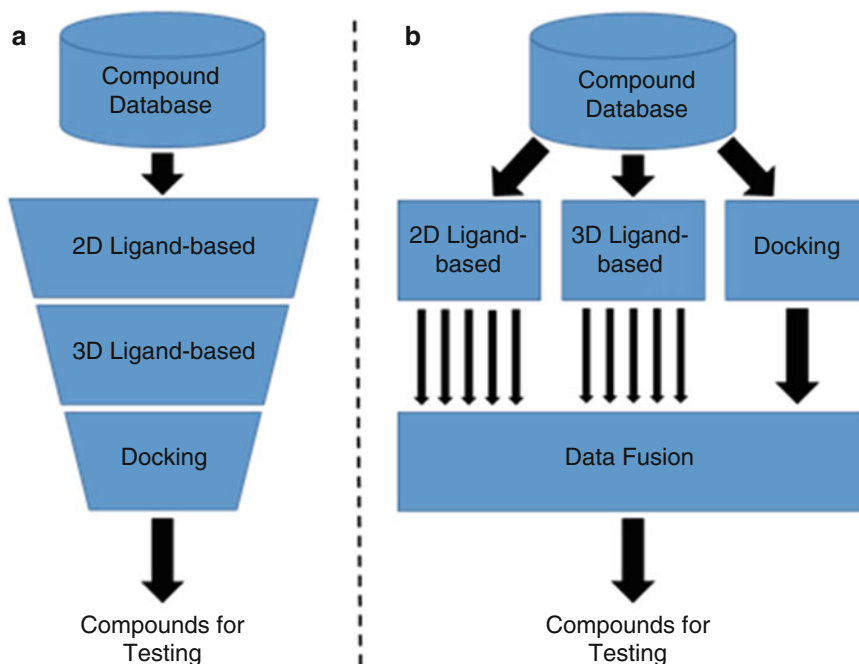 a
Compound
Database
2D Ligand-based
3D Ligand-based
Docking
Compounds for
Testing
b
Compound
Database
2D Ligand-
based
3D Ligand-
based
Docking
Data Fusion
Compounds for
Testing